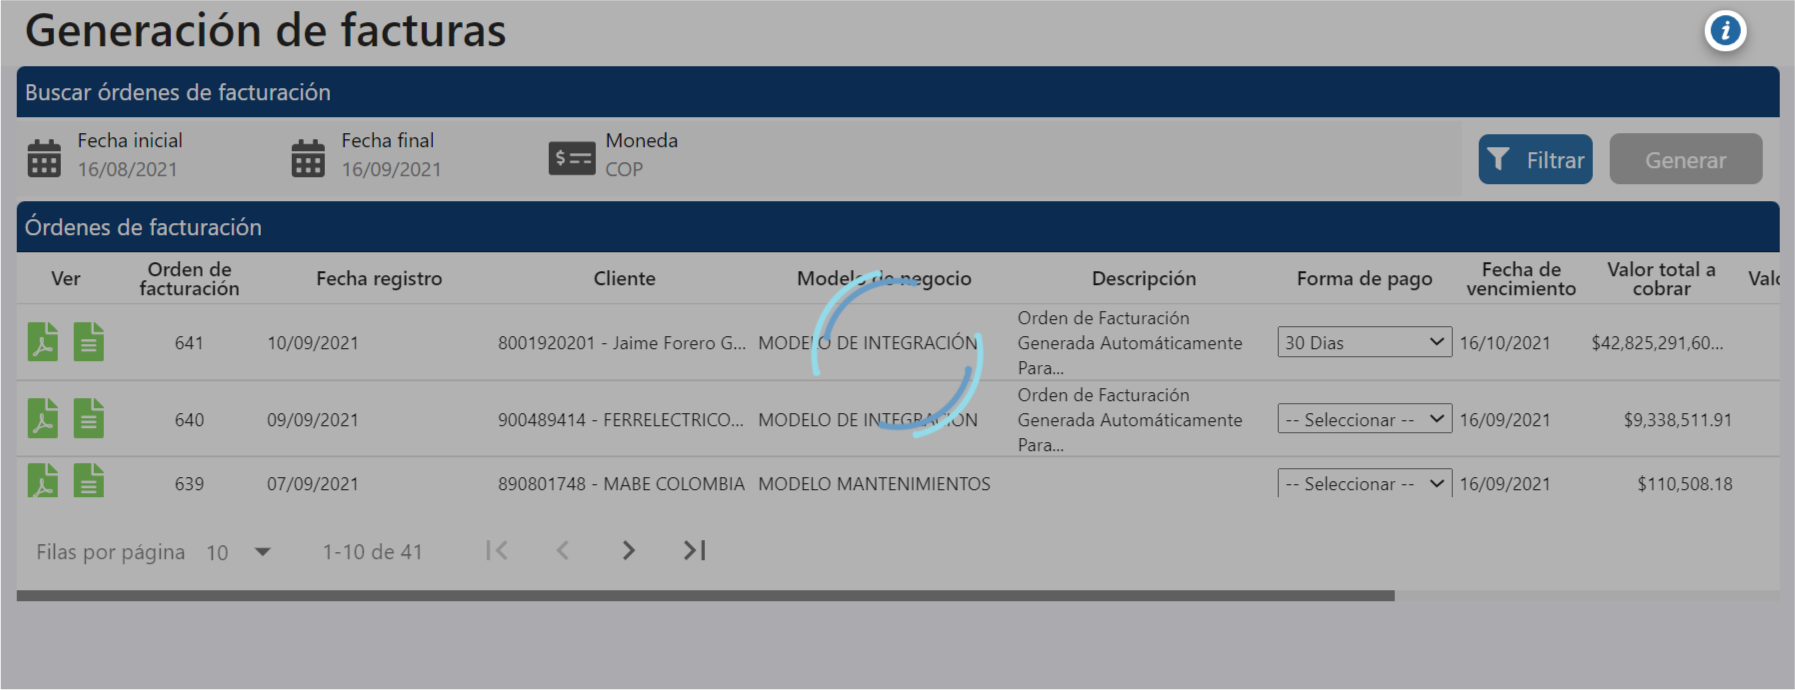 Generación de facturas
i
Buscar órdenes de facturación
Fecha inicial
16/08/2021
Fecha final
16/09/2021
Moneda
COP
Filtrar
Generar
Órdenes de facturación
Ver
Orden de
facturación
Fecha registro
Cliente
Modelo de negocio
Descripción
Forma de pago
Fecha de
vencimiento
Valor total a
cobrar
Valo
641
10/09/2021
8001920201 - Jaime Forero G...
MODELO DE INTEGRACIÓN
Orden de Facturación
Generada Automáticamente
Para...
30 Dias
16/10/2021
$42,825,291,60...
640
09/09/2021
900489414 - FERRELECTRICO...
MODELO DE INTEGRACIÓN
Orden de Facturación
Generada Automáticamente
Para...
-- Seleccionar --
16/09/2021
$9,338,511.91
639
07/09/2021
890801748 - MABE COLOMBIA
MODELO MANTENIMIENTOS
-- Seleccionar --
16/09/2021
$110,508.18
Filas por página 10
1-10 de 41